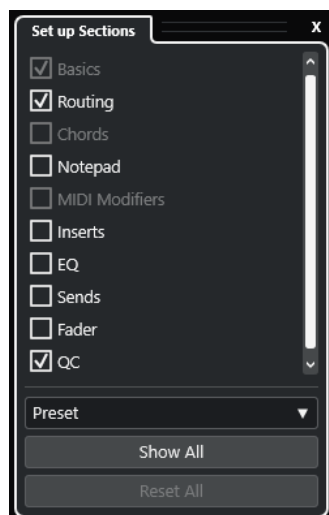 Set up Sections X
Basics
Routing
Chords
Notepad
MIDI Modifiers
Inserts
EQ
Sends
Fader
QC
Preset
Show All
Reset All